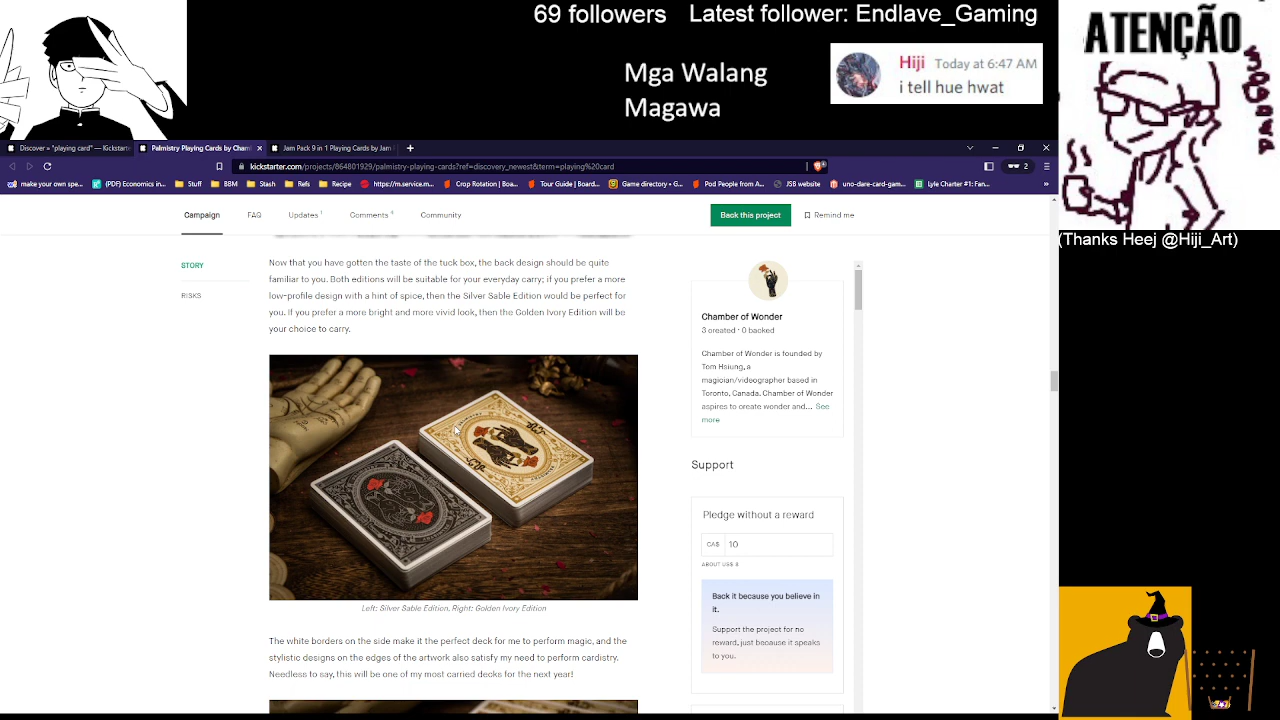 69 followers
Latest follower: Endlave_Gaming
Mga Walang
Magawa
Hiji Today at 6:47 AM
i tell hue hwat
ATENÇÃO
(Thanks Heej @Hiji_Art)
Discover » "playing card" — Kickstarte
Palmistry Playing Cards by Cham
Jam Pack 9 in 1 Playing Cards by Jam
kickstarter.com/projects/864801929/palmistry-playing-cards?ref=discovery_newest&term=playing%20card
make your own spe...
(PDF) Economics in...
Stuff
BBM
Stash
Refs
Recipe
https://m.service.m...
Crop Rotation | Boa...
Tour Guide | Board...
Game directory • G...
Pod People from A...
JSB website
uno-dare-card-gam...
Lyle Charter #1: Fan...
Campaign
FAQ
Updates 1
Comments 4
Community
Back this project
Remind me
STORY
RISKS
Now that you have gotten the taste of the tuck box, the back design should be quite
familiar to you. Both editions will be suitable for your everyday carry; if you prefer a more
low-profile design with a hint of spice, then the Silver Sable Edition would be perfect for
you. If you prefer a more bright and more vivid look, then the Golden Ivory Edition will be
your choice to carry.
Left: Silver Sable Edition. Right: Golden Ivory Edition
The white borders on the side make it the perfect deck for me to perform magic, and the
stylistic designs on the edges of the artwork also satisfy my need to perform cardistry.
Needless to say, this will be one of my most carried decks for the next year!
Chamber of Wonder
3 created · 0 backed
Chamber of Wonder is founded by
Tom Hsiung, a
magician/videographer based in
Toronto, Canada. Chamber of Wonder
aspires to create wonder and... See
more
Support
Pledge without a reward
CA$ 10
ABOUT US$ 8
Back it because you believe in
it.
Support the project for no
reward, just because it speaks
to you.